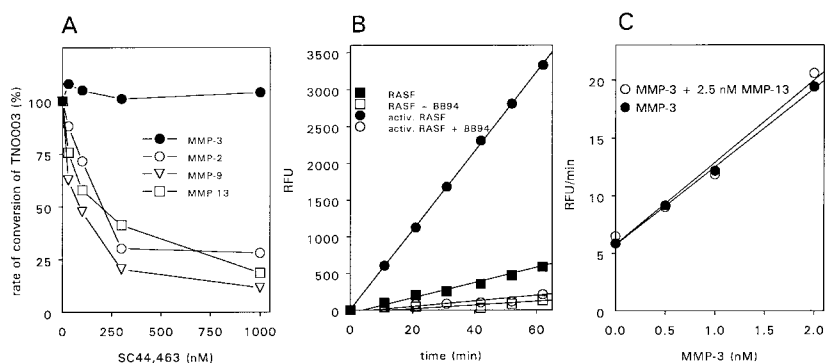 A
rate of conversion of TNO003 (%)
100
75
50
25
0
0
250
500
750
1000
SC44,463 (nM)
MMP-3
MMP-2
MMP-9
MMP 13
B
RFU
3500
3000
2500
2000
1500
1000
500
0
0
20
40
60
time (min)
RASF
RASF - BB94
activ. RASF
activ. RASF + BB94
C
RFU/min
20
15
10
5
0
0.0
0.5
1.0
1.5
2.0
MMP-3 (nM)
MMP-3 + 2.5 nM MMP-13
MMP-3